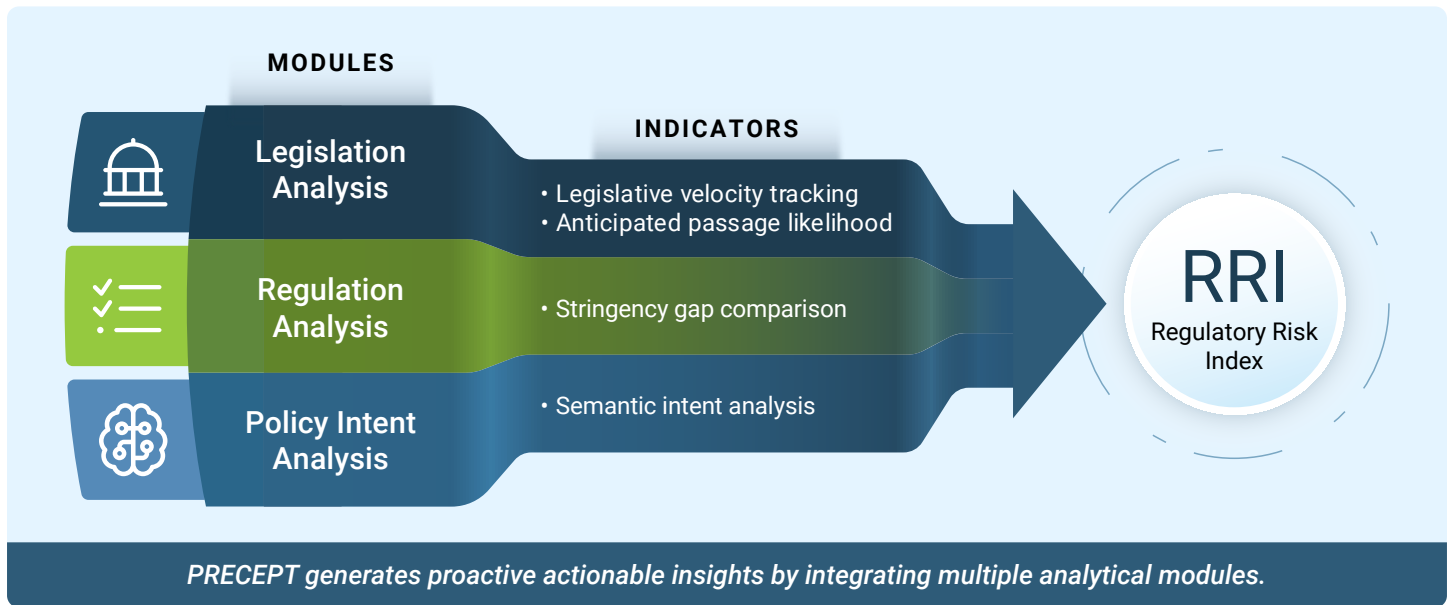 MODULES
Legislation
Analysis
Regulation
Analysis
Policy Intent
Analysis
INDICATORS
• Legislative velocity tracking
• Anticipated passage likelihood
• Stringency gap comparison
• Semantic intent analysis
RRI
Regulatory Risk
Index
PRECEPT generates proactive actionable insights by integrating multiple analytical modules.